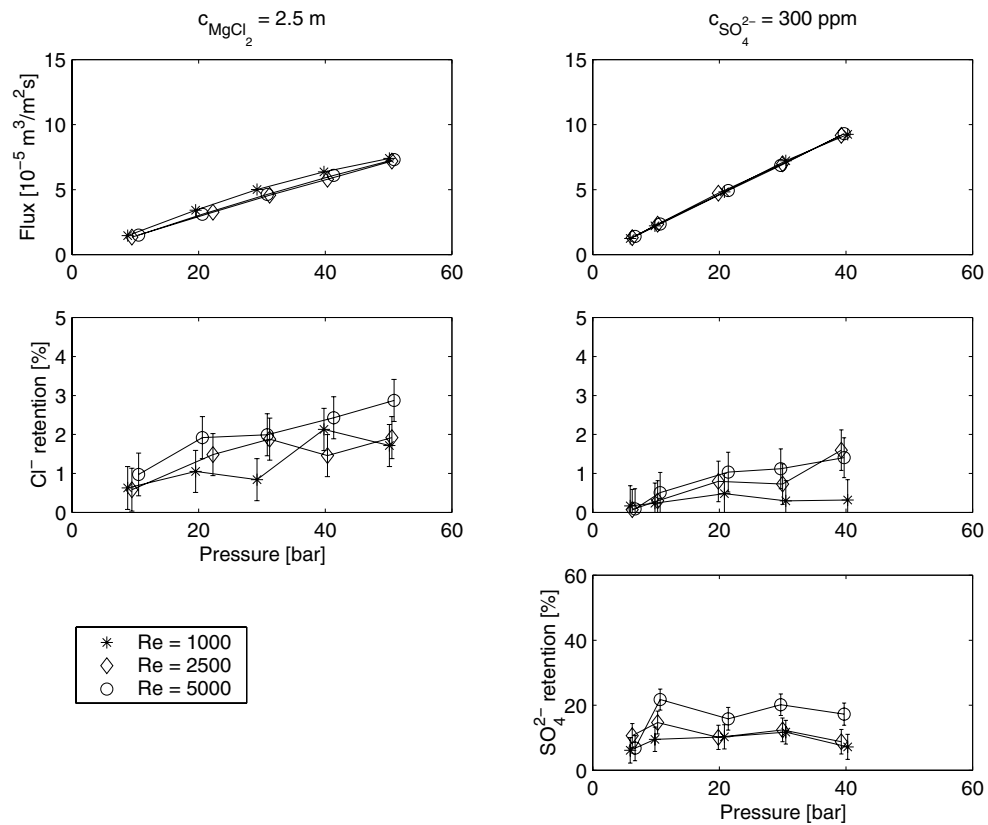 c_MgCl_2 = 2.5 m
c_SO_4^2− = 300 ppm
15
10
5
0
Flux [10^−5 m^3/m^2s]
0 20 40 60
15
10
5
0
0 20 40 60
5
4
3
2
1
0
Cl^− retention [%]
0 20 40 60
Pressure [bar]
5
4
3
2
1
0
0 20 40 60
Re = 1000
Re = 2500
Re = 5000
60
40
20
0
SO_4^2− retention [%]
0 20 40 60
Pressure [bar]